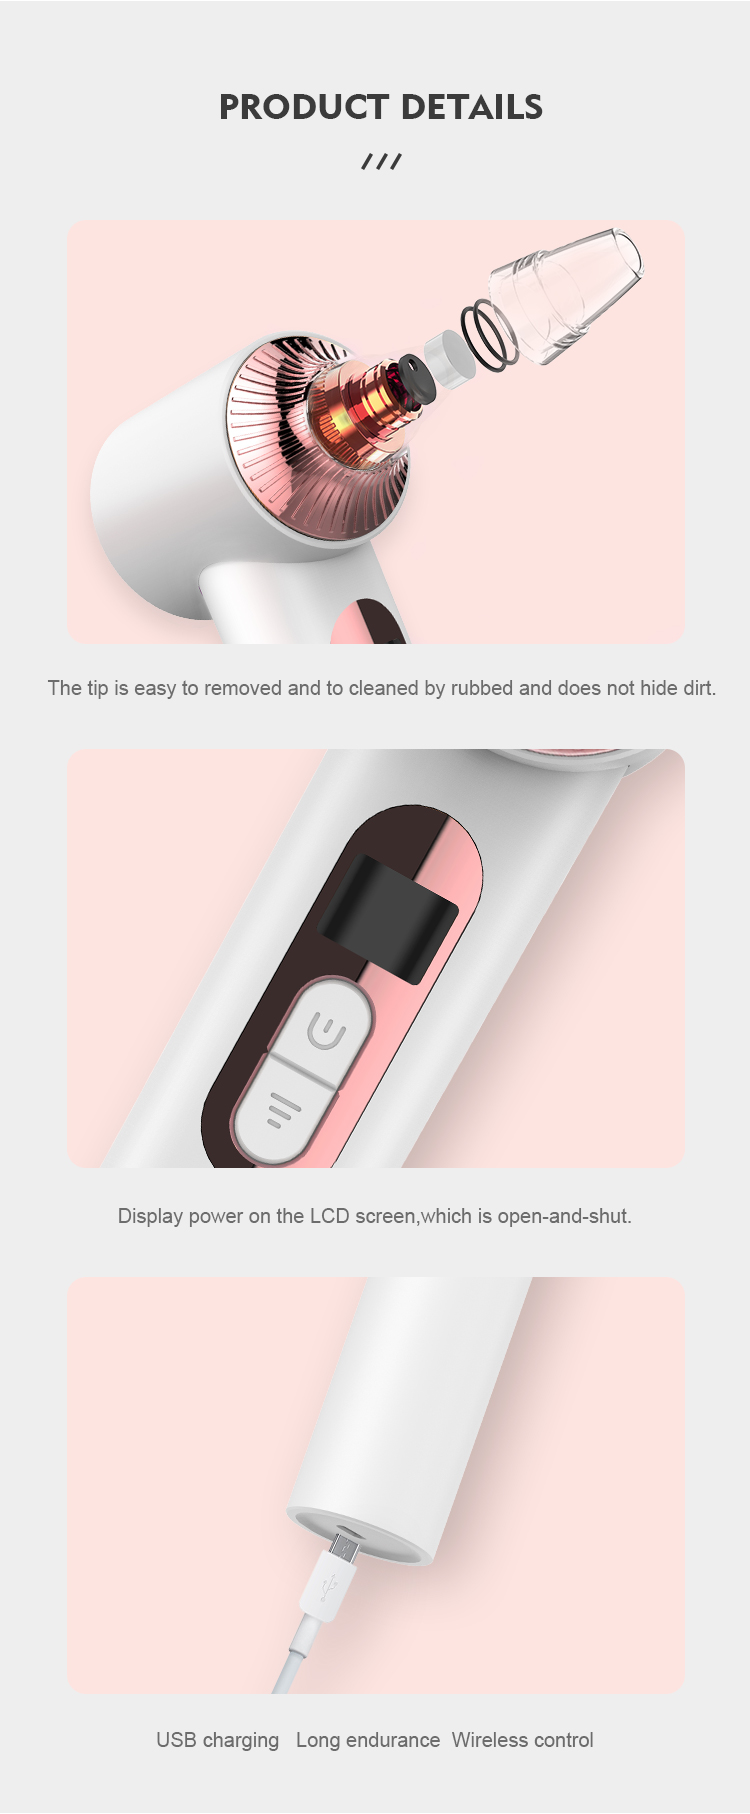 PRODUCT DETAILS
The tip is easy to removed and to cleaned by rubbed and does not hide dirt.
Display power on the LCD screen,which is open-and-shut.
USB charging   Long endurance  Wireless control